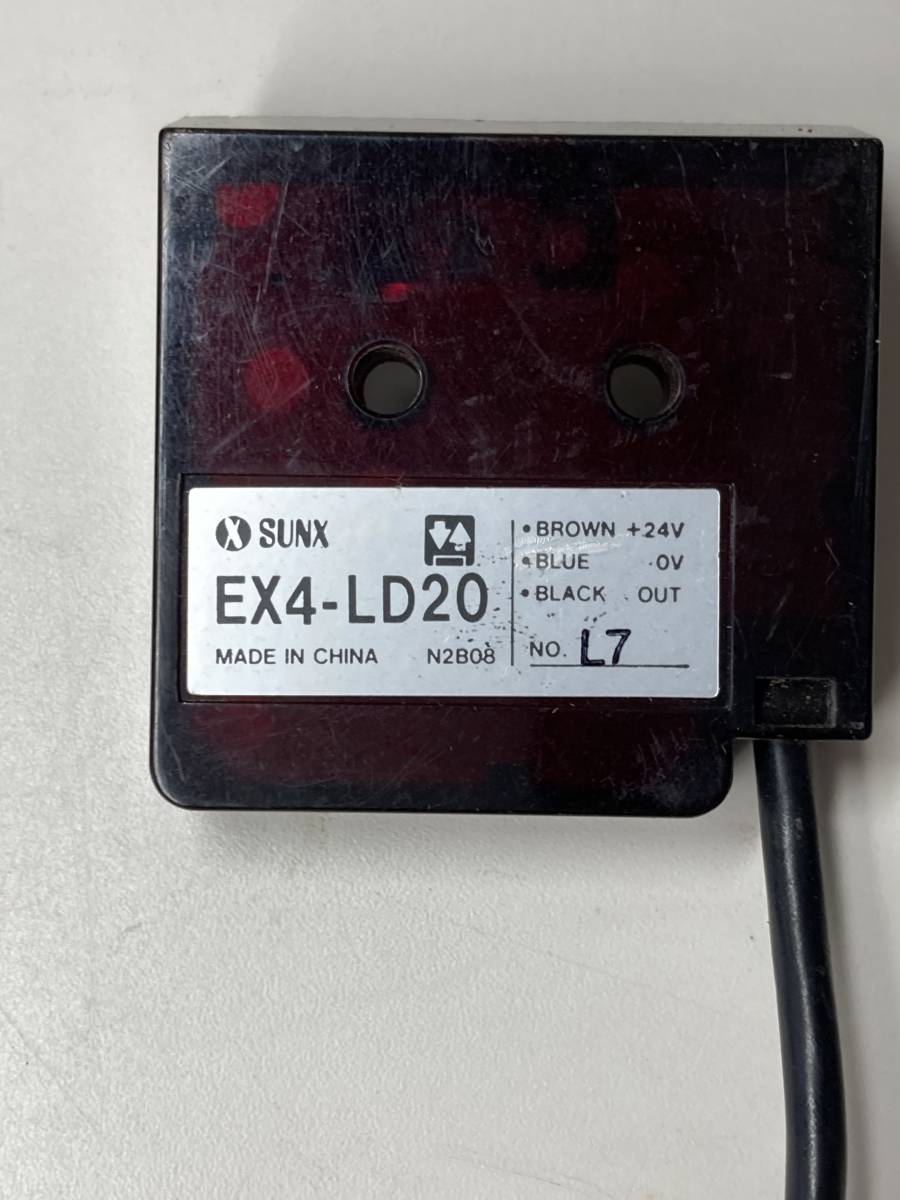 SUNX
EX4-LD20
MADE IN CHINA N2B08
• BROWN +24V
• BLUE 0V
• BLACK OUT
NO. L7